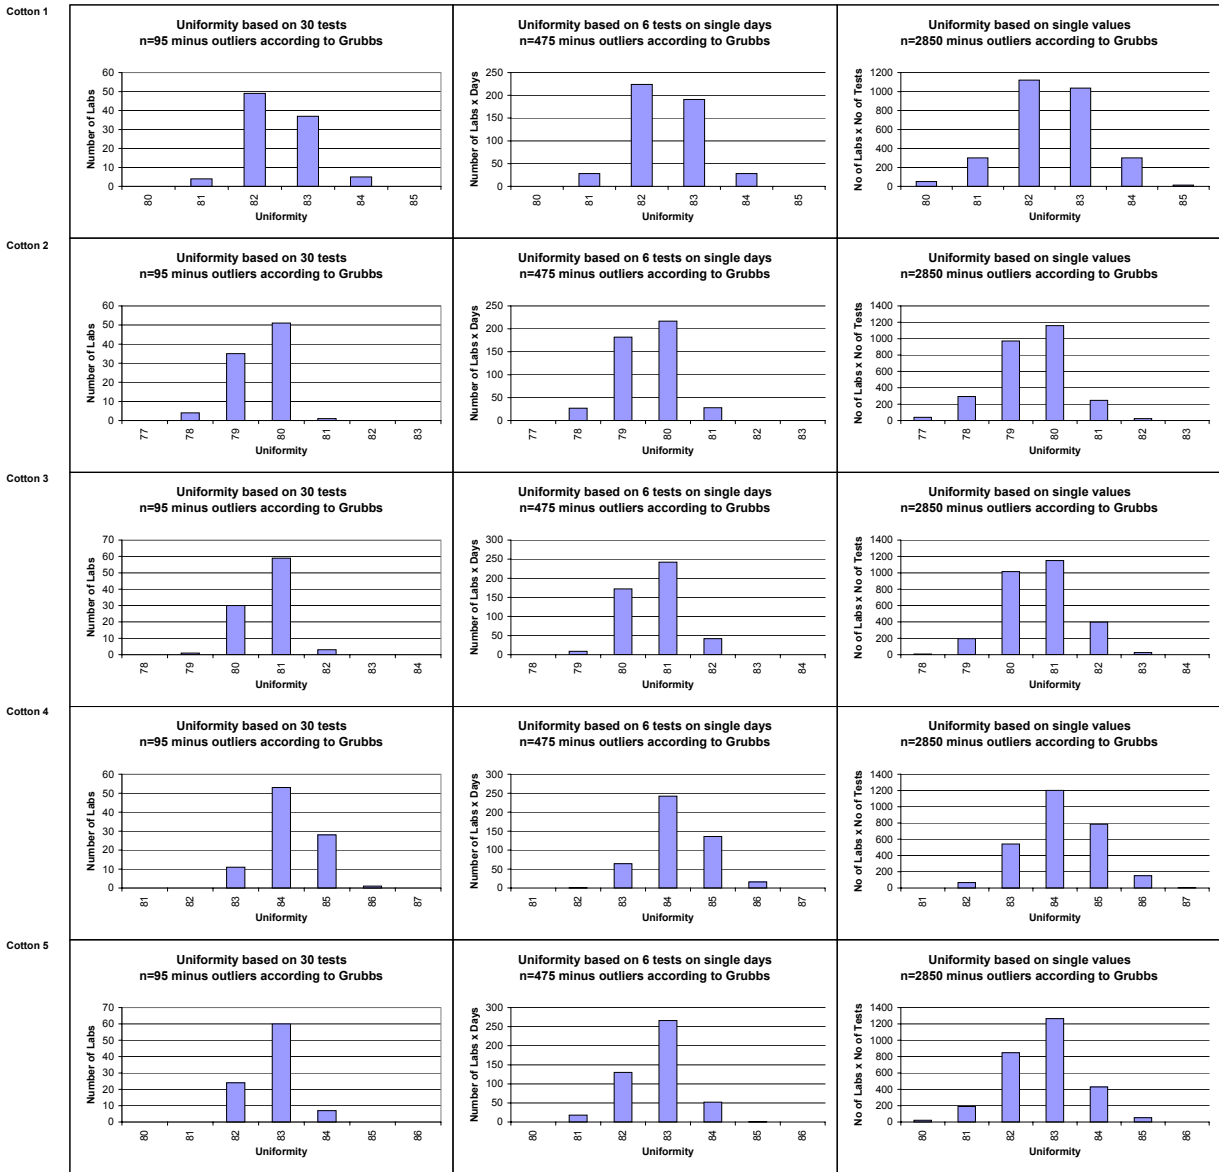 Cotton 1
Uniformity based on 30 tests
n=95 minus outliers according to Grubbs
Number of Labs
60
50
40
30
20
10
0
80 81 82 83 84 85
Uniformity
Uniformity based on 6 tests on single days
n=475 minus outliers according to Grubbs
Number of Labs x Days
250
200
150
100
50
0
80 81 82 83 84 85
Uniformity
Uniformity based on single values
n=2850 minus outliers according to Grubbs
No of Labs x No of Tests
1200
1000
800
600
400
200
0
80 81 82 83 84 85
Uniformity
Cotton 2
Uniformity based on 30 tests
n=95 minus outliers according to Grubbs
Number of Labs
60
50
40
30
20
10
0
77 78 79 80 81 82 83
Uniformity
Uniformity based on 6 tests on single days
n=475 minus outliers according to Grubbs
Number of Labs x Days
250
200
150
100
50
0
77 78 79 80 81 82 83
Uniformity
Uniformity based on single values
n=2850 minus outliers according to Grubbs
No of Labs x No of Tests
1400
1200
1000
800
600
400
200
0
77 78 79 80 81 82 83
Uniformity
Cotton 3
Uniformity based on 30 tests
n=95 minus outliers according to Grubbs
Number of Labs
70
60
50
40
30
20
10
0
78 79 80 81 82 83 84
Uniformity
Uniformity based on 6 tests on single days
n=475 minus outliers according to Grubbs
Number of Labs x Days
300
250
200
150
100
50
0
78 79 80 81 82 83 84
Uniformity
Uniformity based on single values
n=2850 minus outliers according to Grubbs
No of Labs x No of Tests
1400
1200
1000
800
600
400
200
0
78 79 80 81 82 83 84
Uniformity
Cotton 4
Uniformity based on 30 tests
n=95 minus outliers according to Grubbs
Number of Labs
60
50
40
30
20
10
0
81 82 83 84 85 86 87
Uniformity
Uniformity based on 6 tests on single days
n=475 minus outliers according to Grubbs
Number of Labs x Days
300
250
200
150
100
50
0
81 82 83 84 85 86 87
Uniformity
Uniformity based on single values
n=2850 minus outliers according to Grubbs
No of Labs x No of Tests
1400
1200
1000
800
600
400
200
0
81 82 83 84 85 86 87
Uniformity
Cotton 5
Uniformity based on 30 tests
n=95 minus outliers according to Grubbs
Number of Labs
70
60
50
40
30
20
10
0
80 81 82 83 84 85 86
Uniformity
Uniformity based on 6 tests on single days
n=475 minus outliers according to Grubbs
Number of Labs x Days
300
250
200
150
100
50
0
80 81 82 83 84 85 86
Uniformity
Uniformity based on single values
n=2850 minus outliers according to Grubbs
No of Labs x No of Tests
1400
1200
1000
800
600
400
200
0
80 81 82 83 84 85 86
Uniformity